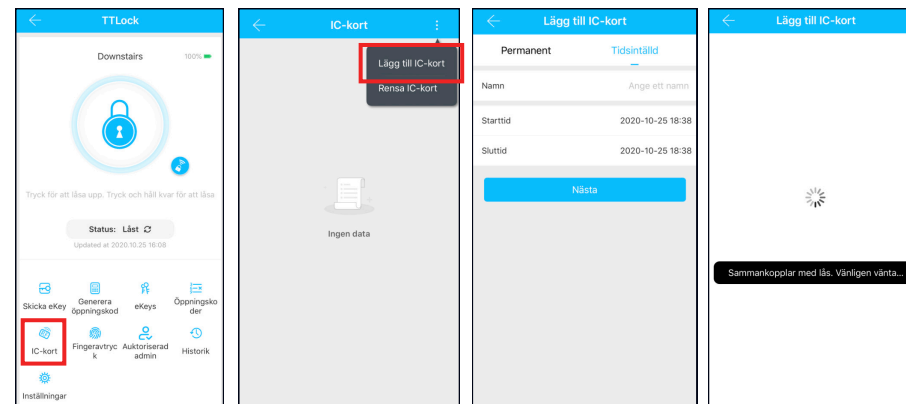 TTLock
Downstairs
100%
Tryck för att låsa upp. Tryck och håll kvar för att låsa
Status: Låst
Updated at 2020.10.25 16:08
Skicka eKey
Generera
öppningskod
eKeys
Öppningsko
der
IC-kort
Fingeravtryc
k
Auktoriserad
admin
Historik
Inställningar
IC-kort
Lägg till IC-kort
Rensa IC-kort
Ingen data
Lägg till IC-kort
Permanent
Tidsintälld
Namn
Ange ett namn
Starttid
2020-10-25 18:38
Sluttid
2020-10-25 18:38
Nästa
Lägg till IC-kort
Sammankopplar med lås. Vänligen vänta...